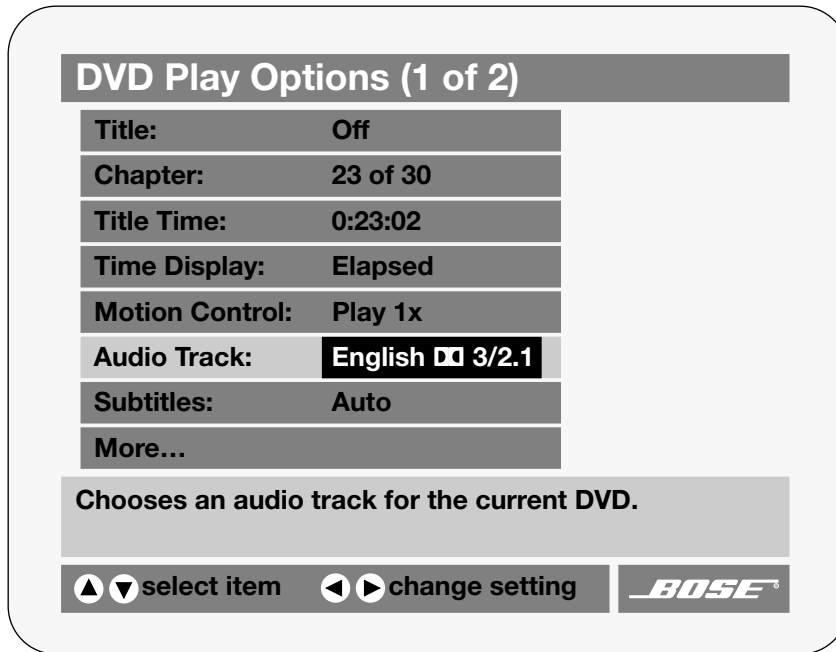 DVD Play Options (1 of 2)
Title: Off
Chapter: 23 of 30
Title Time: 0:23:02
Time Display: Elapsed
Motion Control: Play 1x
Audio Track: English 3/2.1
Subtitles: Auto
More…
Chooses an audio track for the current DVD.
select item change setting BOSE®